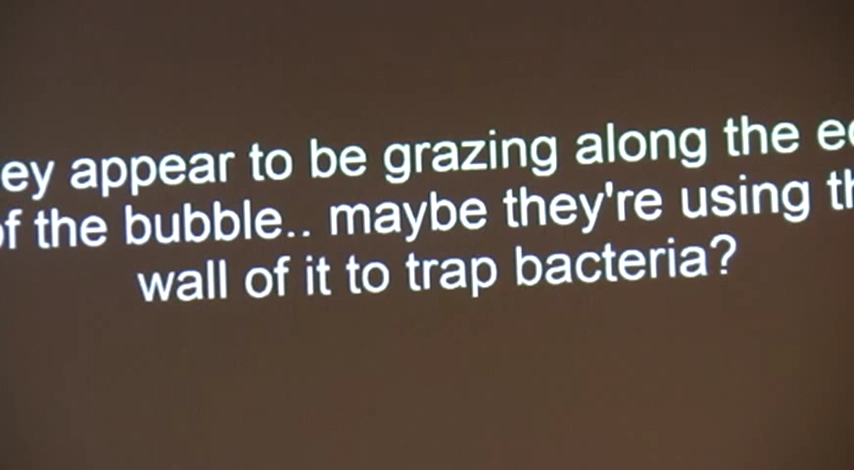 ey appear to be grazing along the e
f the bubble.. maybe they're using th
wall of it to trap bacteria?